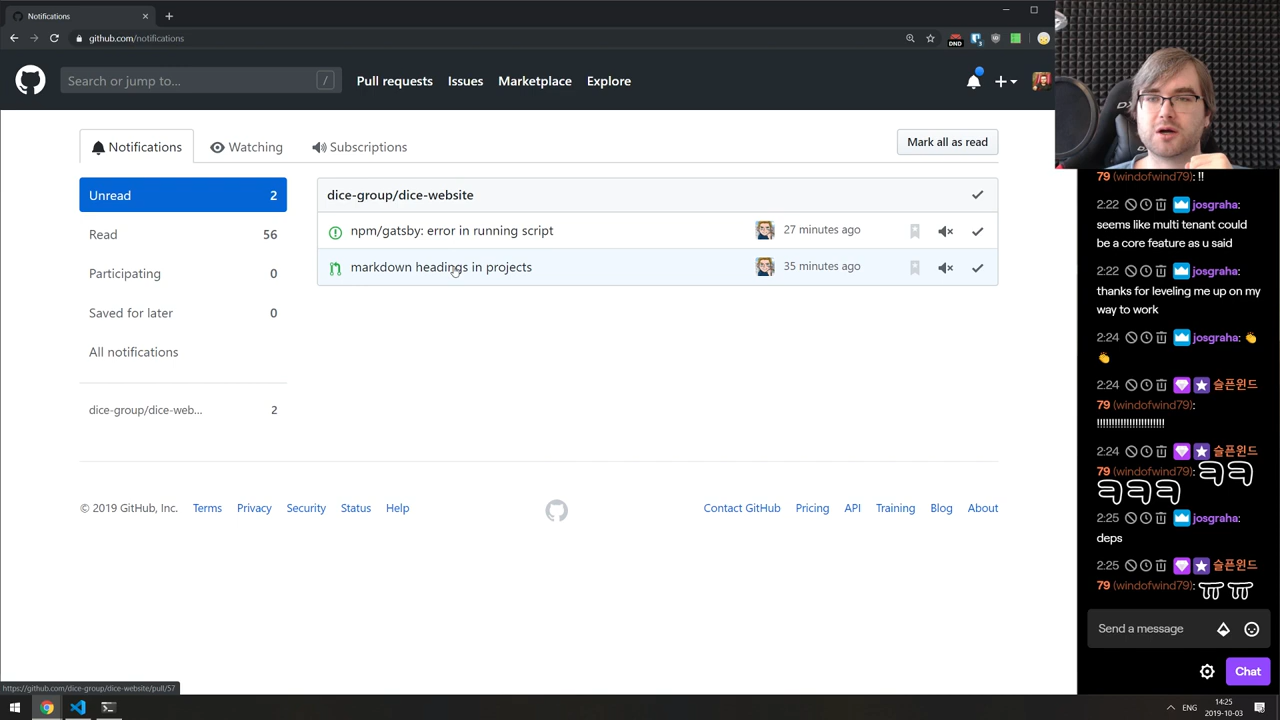 Notifications
github.com/notifications
DND
Search or jump to...
/
Pull requests
Issues
Marketplace
Explore
Notifications
Watching
Subscriptions
Mark all as read
Unread 2
Read 56
Participating 0
Saved for later 0
All notifications
dice-group/dice-web... 2
dice-group/dice-website
npm/gatsby: error in running script 27 minutes ago
markdown headings in projects 35 minutes ago
© 2019 GitHub, Inc. Terms Privacy Security Status Help
Contact GitHub Pricing API Training Blog About
https://github.com/dice-group/dice-website/pull/57
79 (windofwind79): !!
2:22 josgraha:
seems like multi tenant could
be a core feature as u said
2:22 josgraha:
thanks for leveling me up on my
way to work
2:24 josgraha: 👏
👏
2:24 슬픈윈드
79 (windofwind79):
!!!!!!!!!!!!!!!!!!!!!!!
2:24 슬픈윈드
79 (windofwind79): ㅋㅋ
ㅋㅋㅋ
2:25 josgraha:
deps
2:25 슬픈윈드
79 (windofwind79): ㅠㅠ
Send a message
Chat
ENG
14:25
2019-10-03